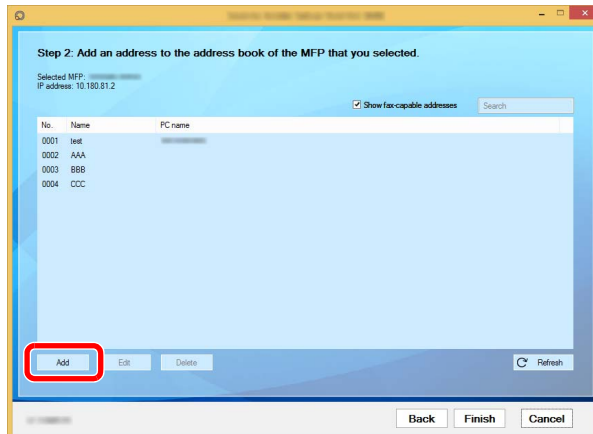 Step 2: Add an address to the address book of the MFP that you selected.
Selected MFP:
IP address: 10.180.81.2
Show fax-capable addresses Search
No. Name PC name
0001 test
0002 AAA
0003 BBB
0004 CCC
Add Edit Delete Refresh
Back Finish Cancel